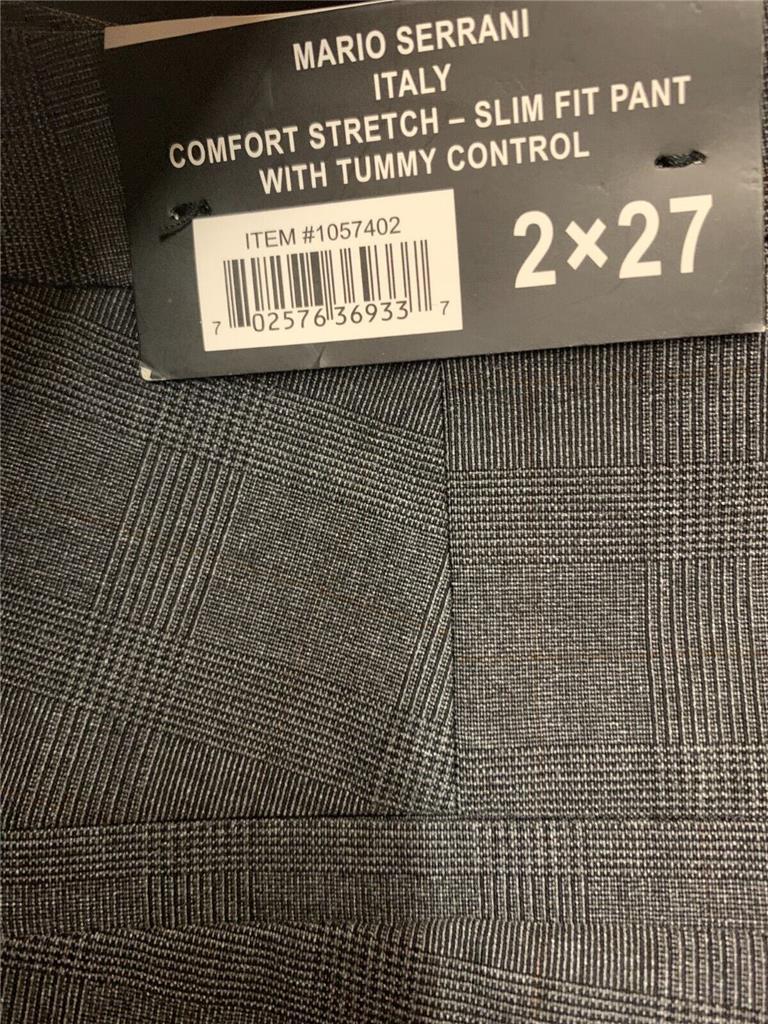 MARIO SERRANI
ITALY
COMFORT STRETCH – SLIM FIT PANT
WITH TUMMY CONTROL
ITEM #1057402
2×27
7 02576 36933 7